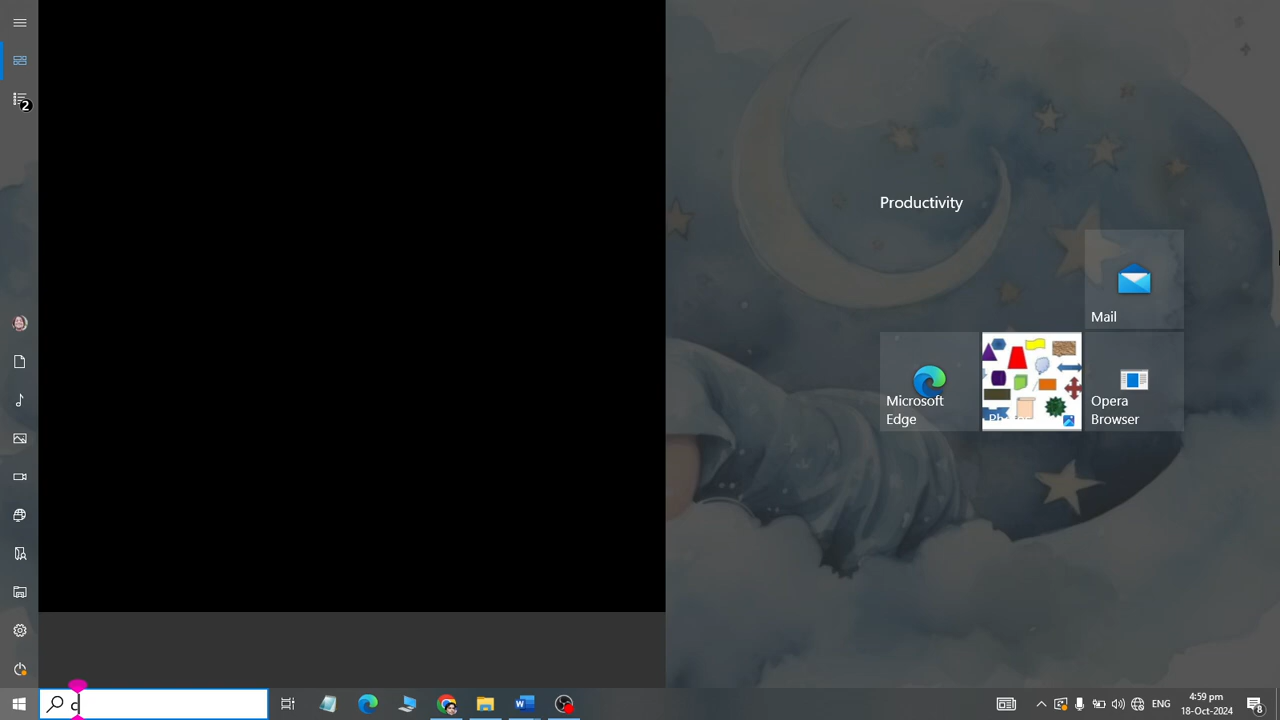 2
Productivity
Mail
Microsoft
Edge
Opera
Browser
c
ENG
4:59 pm
18-Oct-2024
8